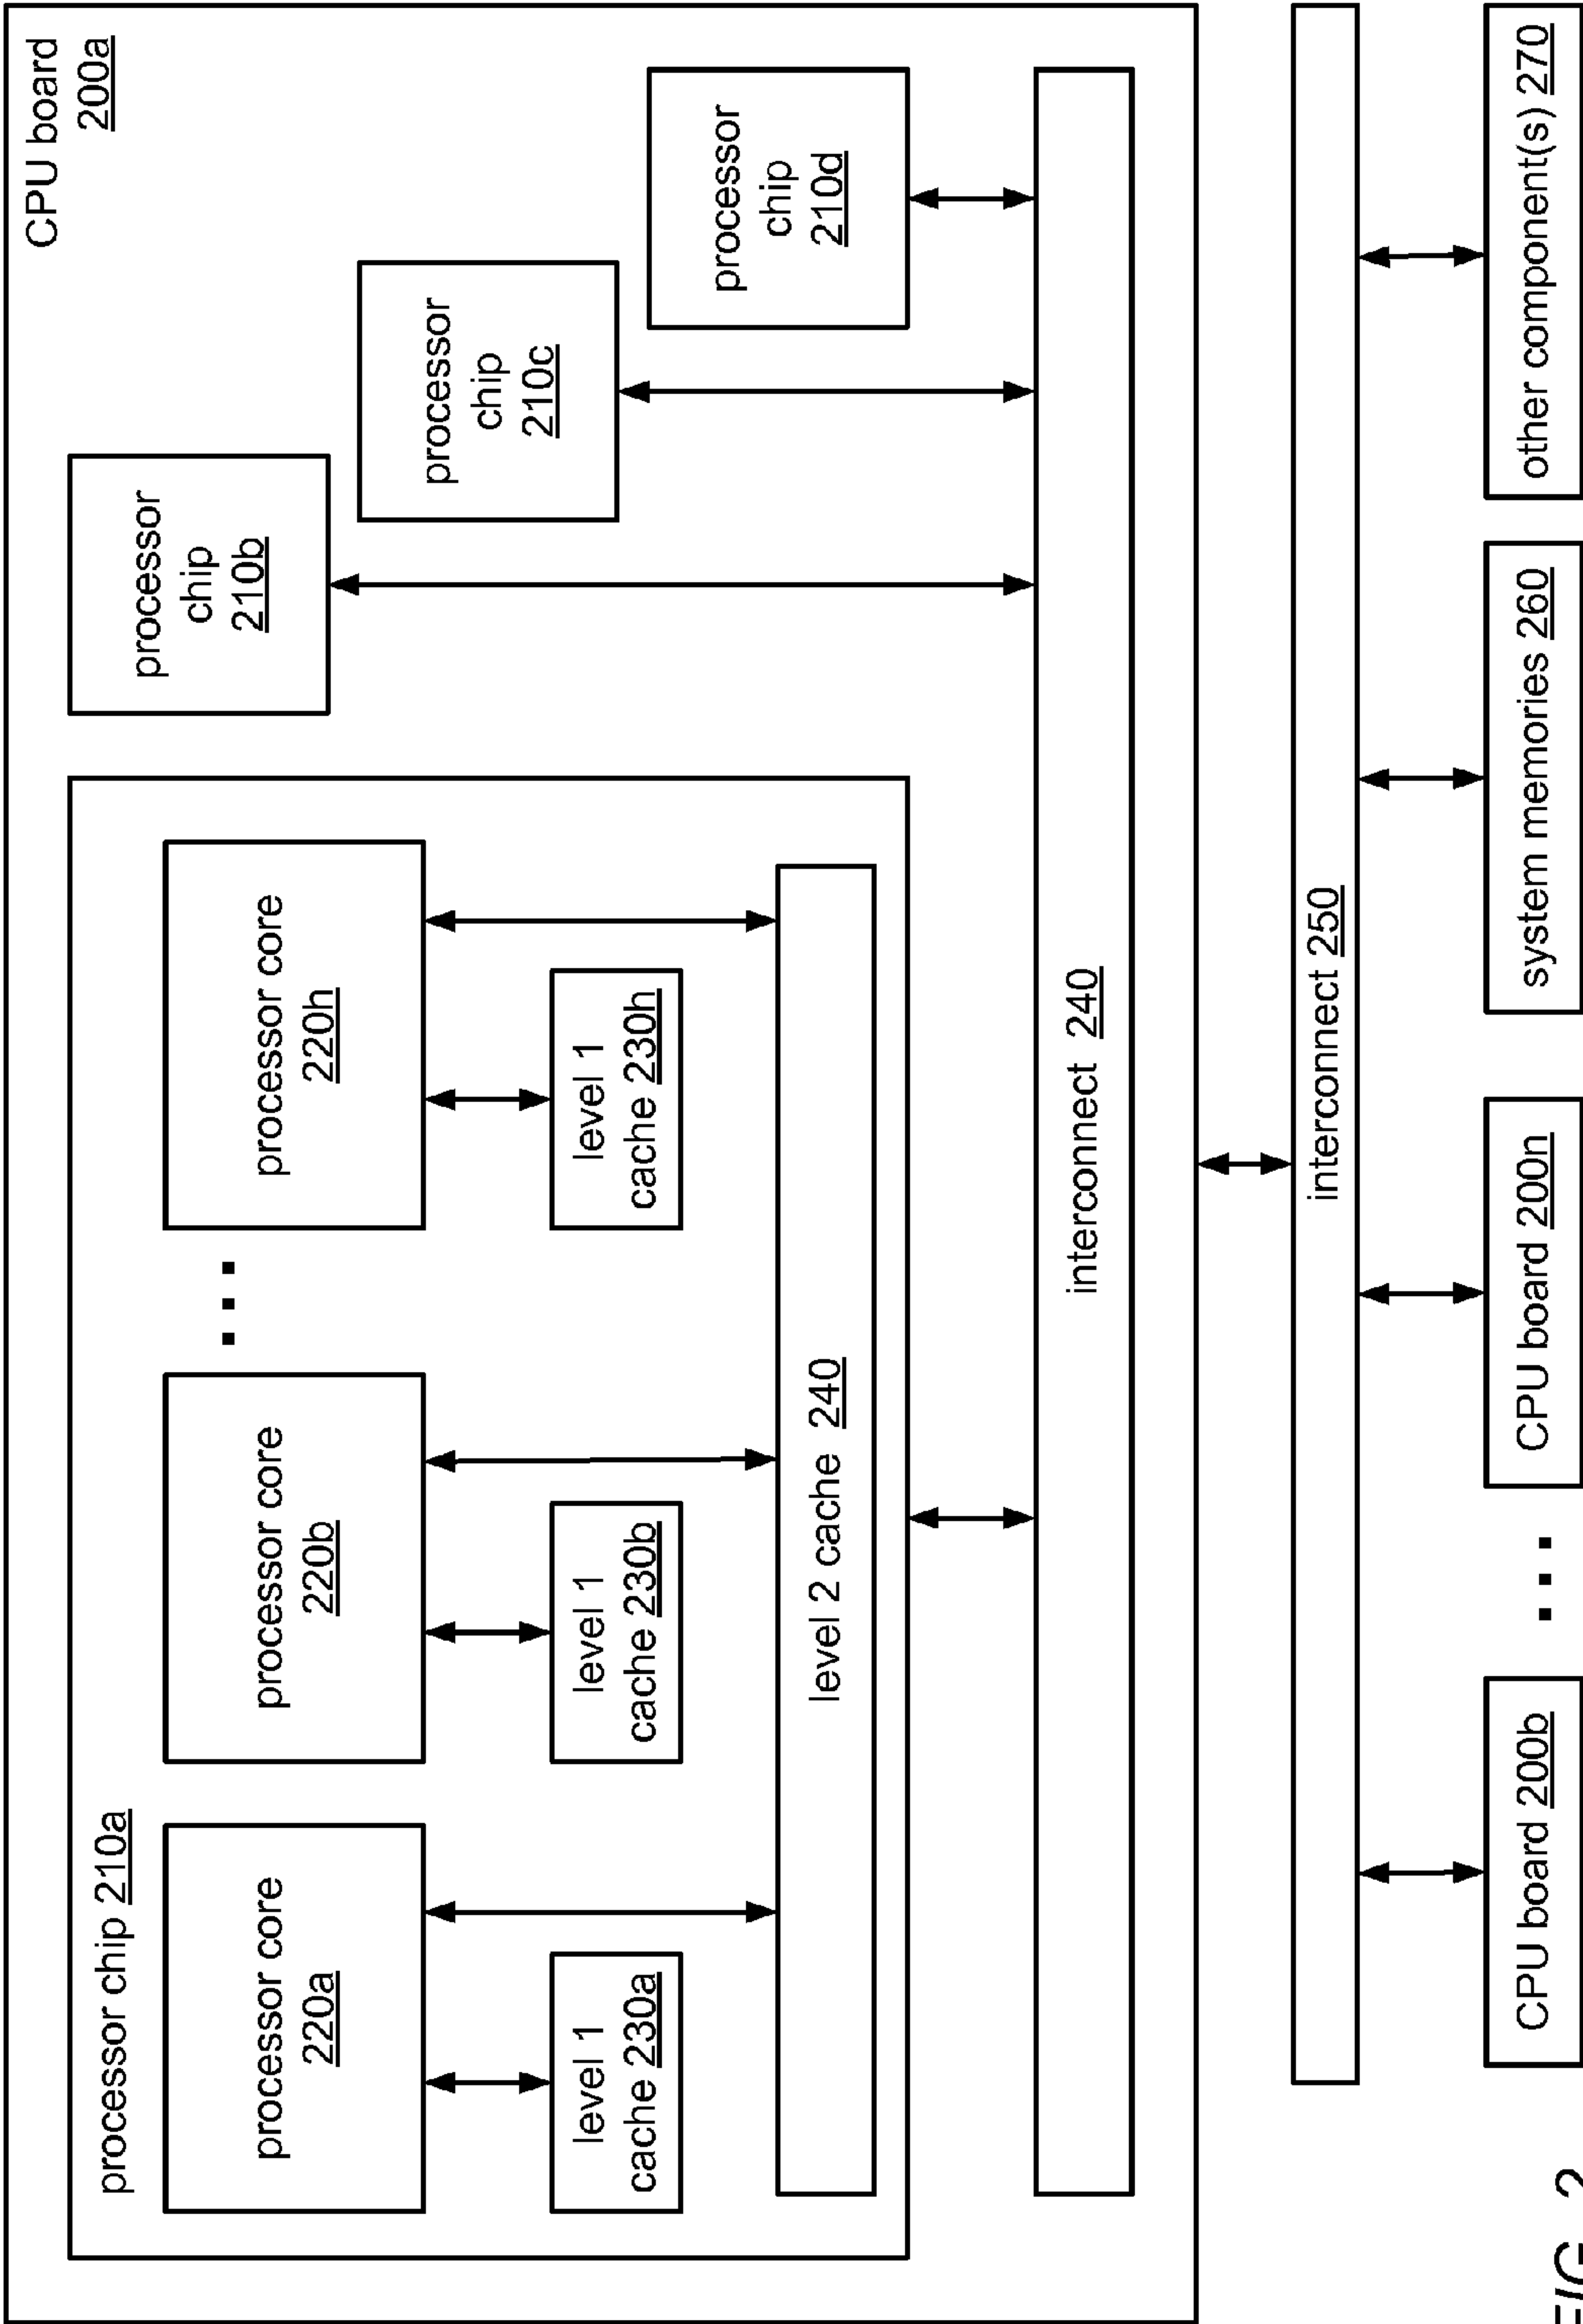 CPU board
200a
processor chip 210a
processor core
220a
level 1
cache 230a
processor core
220b
level 1
cache 230b
...
processor core
220h
level 1
cache 230h
level 2 cache 240
processor
chip
210b
processor
chip
210c
processor
chip
210d
interconnect 240
interconnect 250
CPU board 200b
...
CPU board 200n
system memories 260
other component(s) 270
FIG. 2